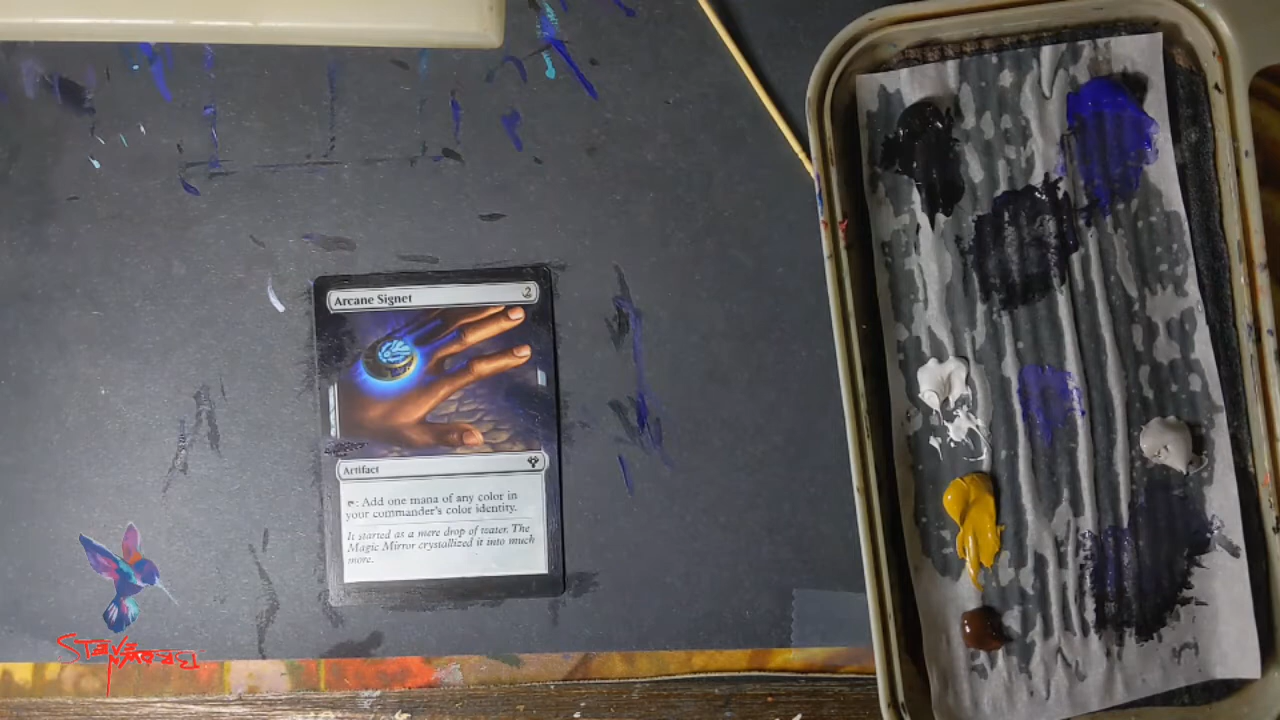 Arcane Signet 2
Artifact
: Add one mana of any color in
your commander's color identity.
It started as a mere drop of water. The
Magic Mirror crystallized it into much
more.